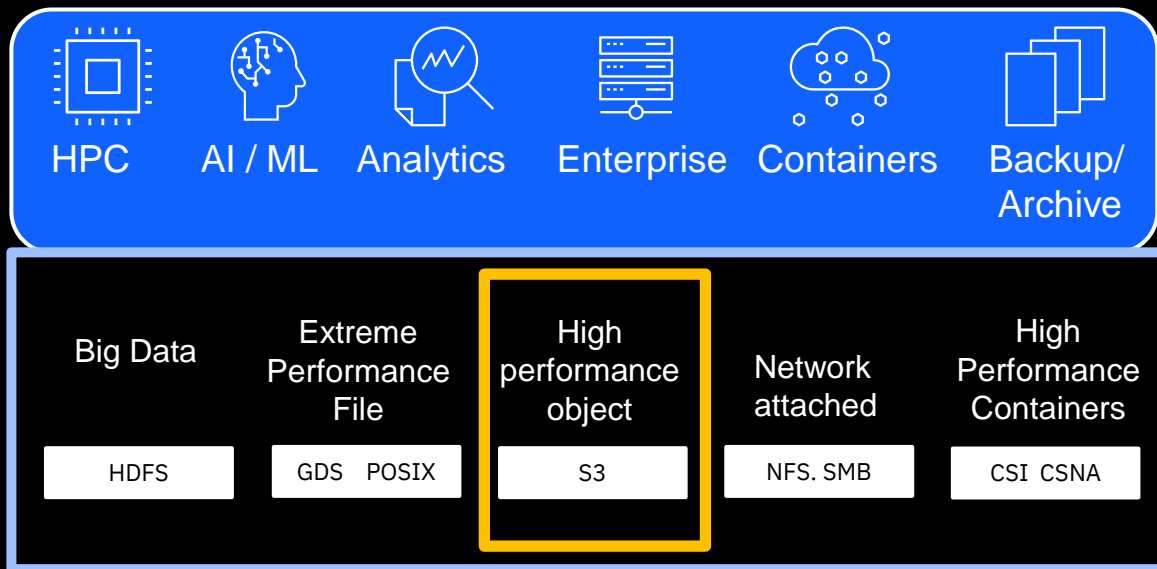 HPC
AI / ML
Analytics
Enterprise
Containers
Backup/
Archive
Big Data
HDFS
Extreme
Performance
File
GDS POSIX
High
performance
object
S3
Network
attached
NFS. SMB
High
Performance
Containers
CSI CSNA